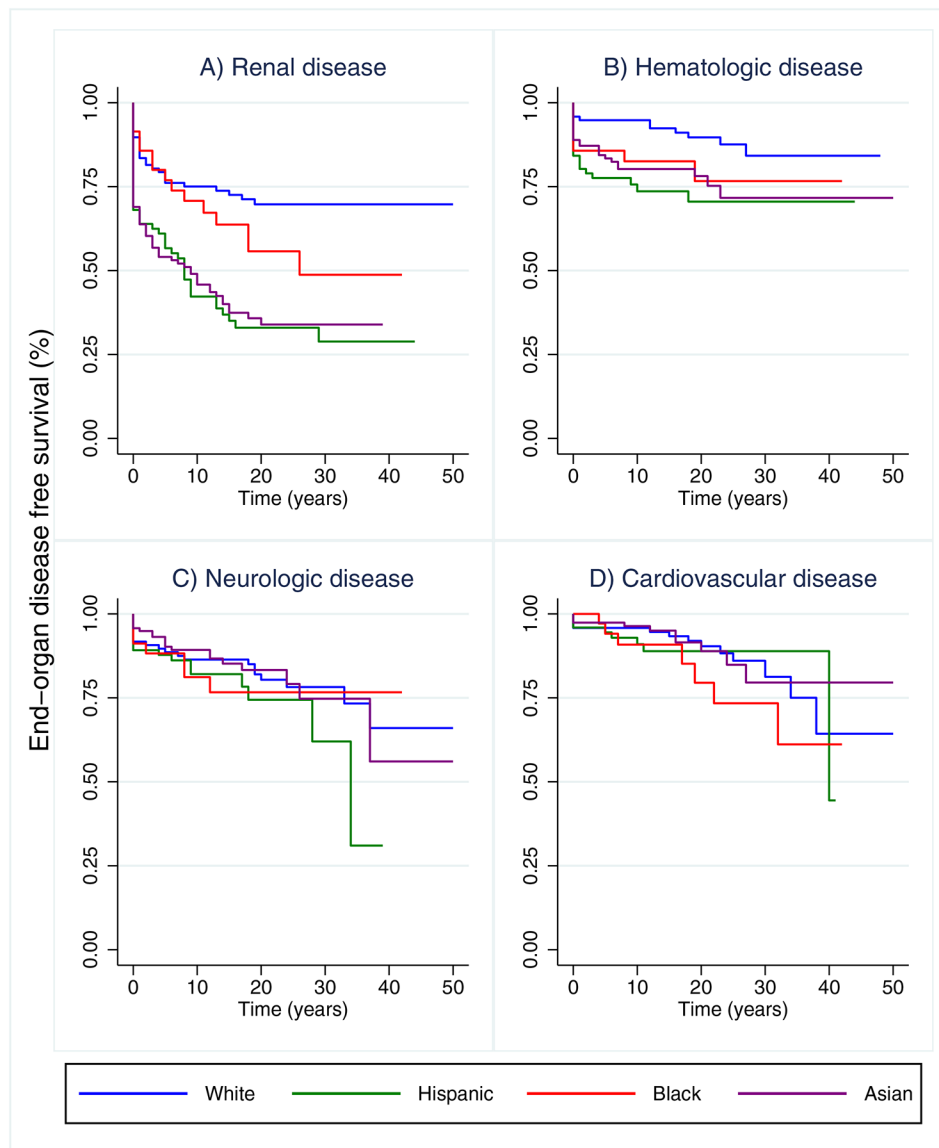 End–organ disease free survival (%)
A) Renal disease
1.00
0.75
0.50
0.25
0.00
0 10 20 30 40 50
Time (years)
B) Hematologic disease
1.00
0.75
0.50
0.25
0.00
0 10 20 30 40 50
Time (years)
C) Neurologic disease
1.00
0.75
0.50
0.25
0.00
0 10 20 30 40 50
Time (years)
D) Cardiovascular disease
1.00
0.75
0.50
0.25
0.00
0 10 20 30 40 50
Time (years)
White Hispanic Black Asian